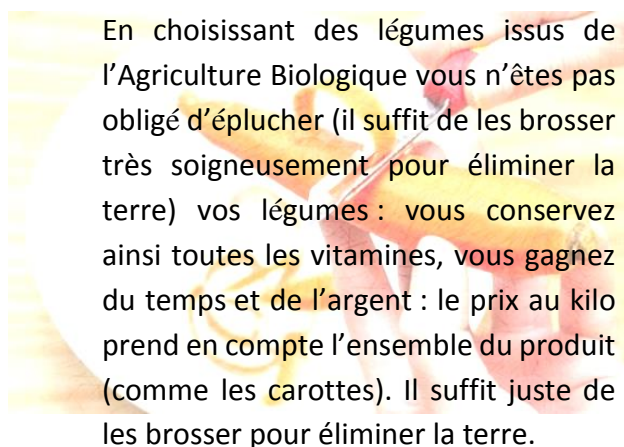 En choisissant des légumes issus de
l’Agriculture Biologique vous n’êtes pas
obligé d’éplucher (il suffit de les brosser
très soigneusement pour éliminer la
terre) vos légumes : vous conservez
ainsi toutes les vitamines, vous gagnez
du temps et de l’argent : le prix au kilo
prend en compte l’ensemble du produit
(comme les carottes). Il suffit juste de
les brosser pour éliminer la terre.